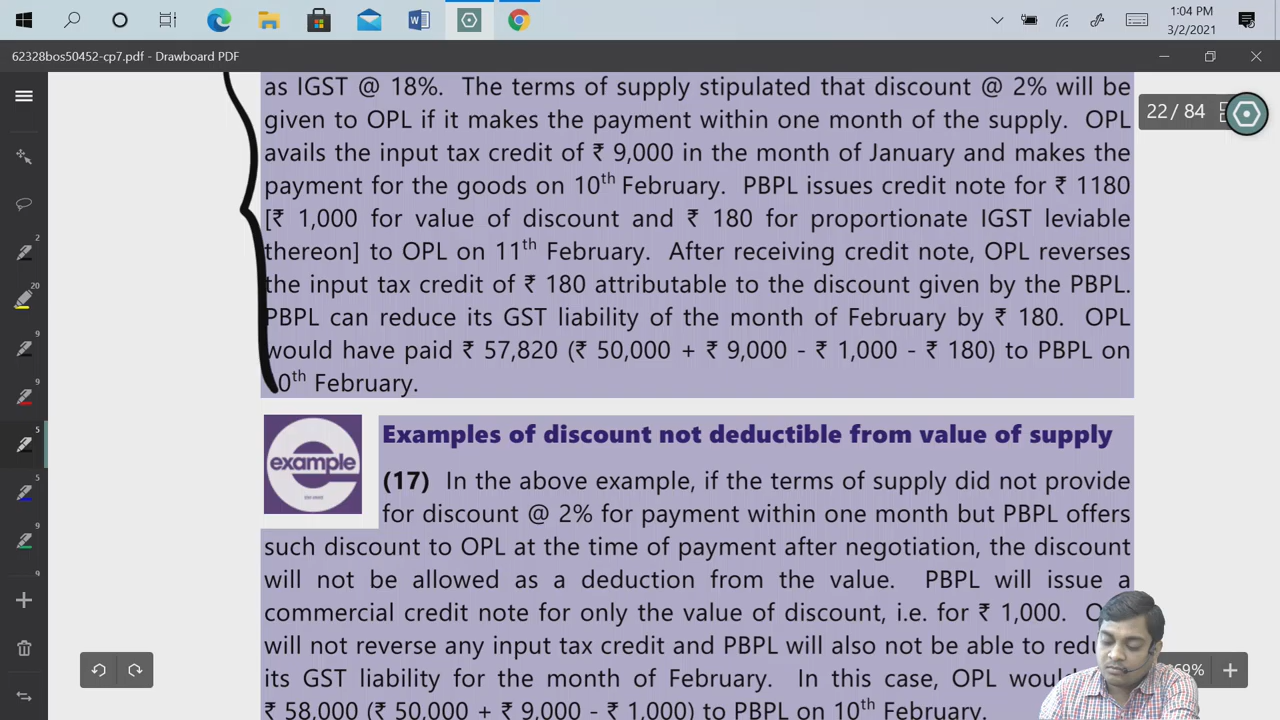 1:04 PM
3/2/2021
62328bos50452-cp7.pdf - Drawboard PDF
as IGST @ 18%. The terms of supply stipulated that discount @ 2% will be
22 / 84
given to OPL if it makes the payment within one month of the supply. OPL
avails the input tax credit of ₹ 9,000 in the month of January and makes the
payment for the goods on 10th February. PBPL issues credit note for ₹ 1180
[₹ 1,000 for value of discount and ₹ 180 for proportionate IGST leviable
thereon] to OPL on 11th February. After receiving credit note, OPL reverses
the input tax credit of ₹ 180 attributable to the discount given by the PBPL.
PBPL can reduce its GST liability of the month of February by ₹ 180. OPL
would have paid ₹ 57,820 (₹ 50,000 + ₹ 9,000 - ₹ 1,000 - ₹ 180) to PBPL on
0th February.
example
Examples of discount not deductible from value of supply
(17) In the above example, if the terms of supply did not provide
for discount @ 2% for payment within one month but PBPL offers
such discount to OPL at the time of payment after negotiation, the discount
will not be allowed as a deduction from the value. PBPL will issue a
commercial credit note for only the value of discount, i.e. for ₹ 1,000.
will not reverse any input tax credit and PBPL will also not be able to
its GST liability for the month of February. In this case, OPL
₹ 58,000 (₹ 50,000 + ₹ 9,000 - ₹ 1,000) to PBPL on 10th February.
2
20
9
9
5
5
9
9